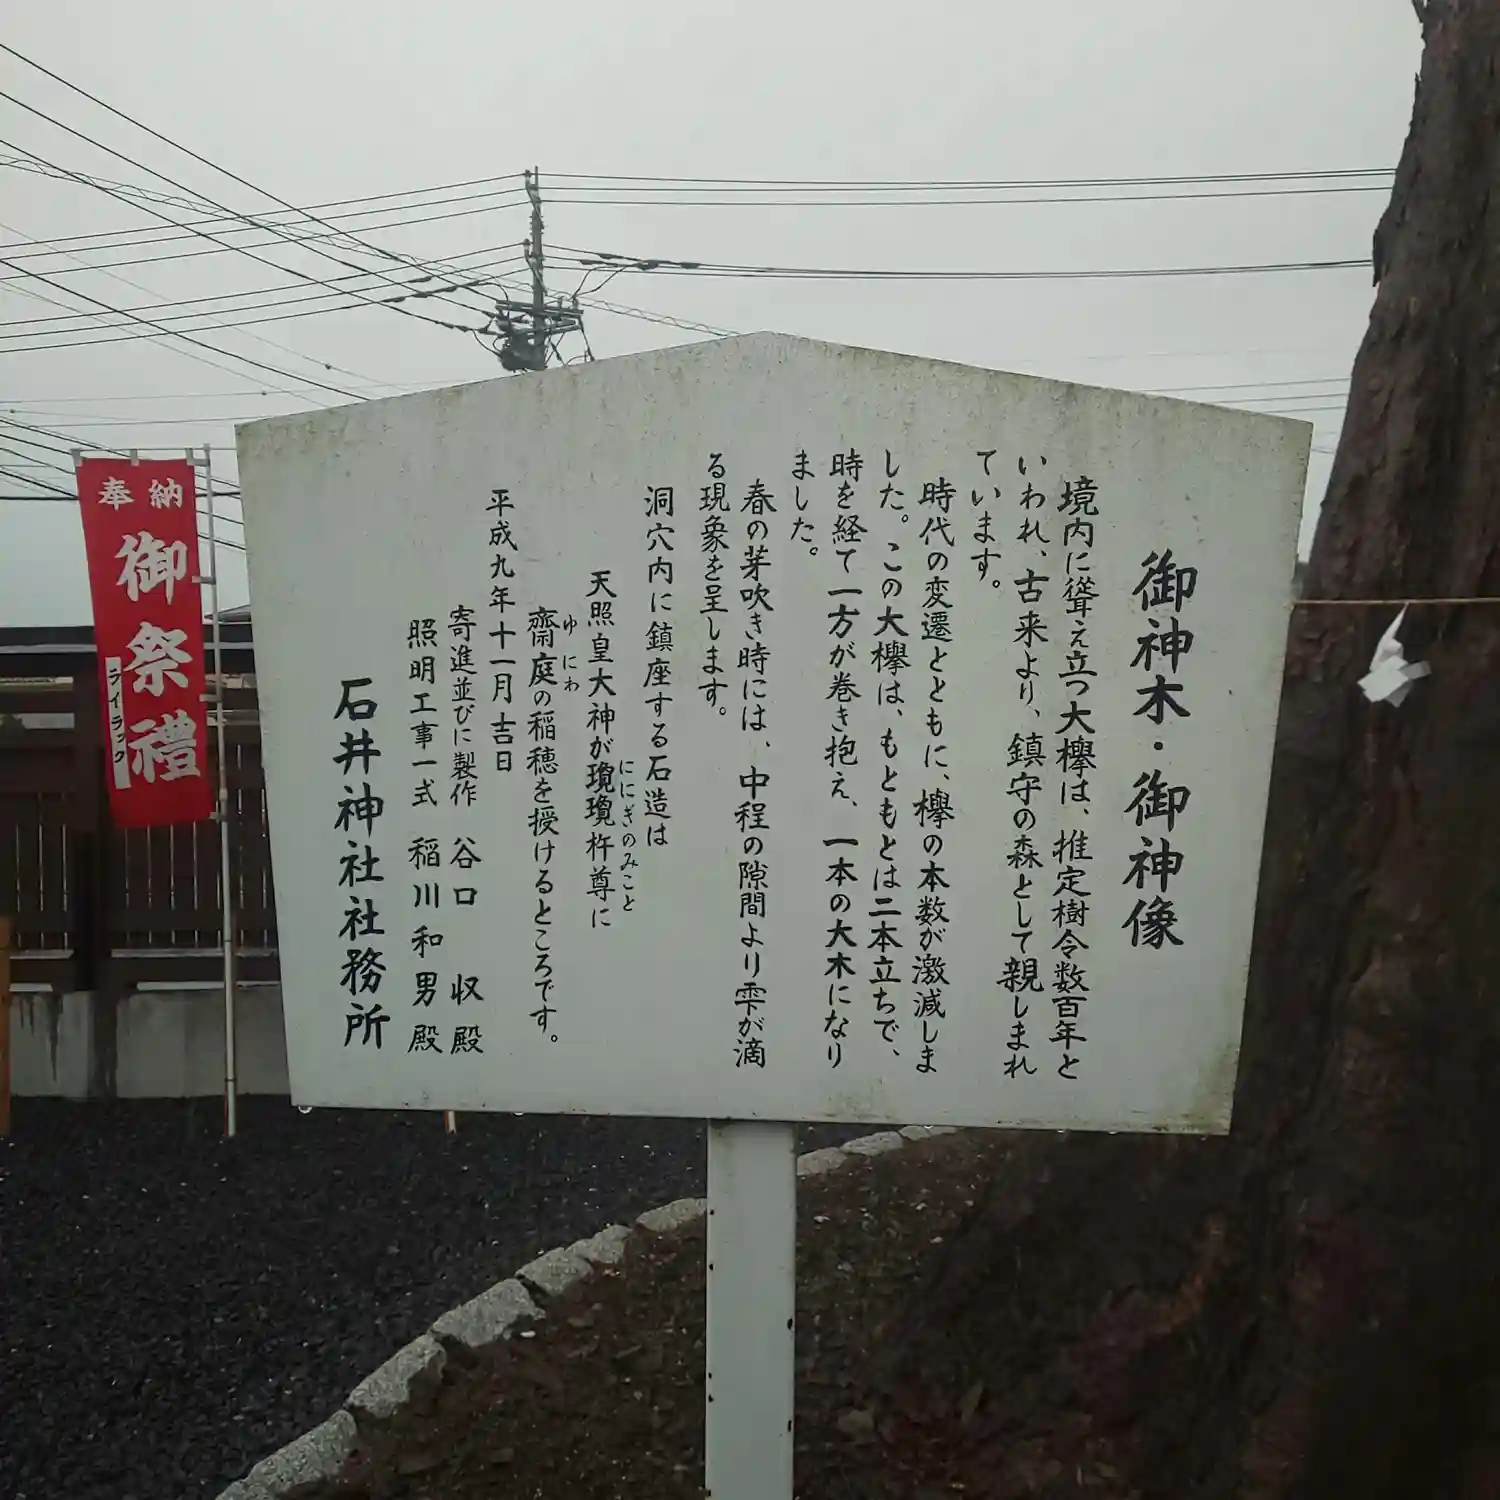 御神木・御神像
境内に聳え立つ大欅は、推定樹令数百年と
いわれ、古来より、鎮守の森として親しまれ
ています。
時代の変遷とともに、欅の本数が激減しま
した。この大欅は、もともとは二本立ちで、
時を経て一方が巻き抱え、一本の大木になり
ました。
春の芽吹き時には、中程の隙間より雫が滴
る現象を呈します。
洞穴内に鎮座する石造は
ににぎのみこと
天照皇大神が瓊瓊杵尊に
ゆにわ
齋庭の稲穂を授けるところです。
平成九年十一月吉日
寄進並びに製作 谷口 収殿
照明工事一式 稲川和男殿
石井神社社務所
奉納
御祭禮
ライラック